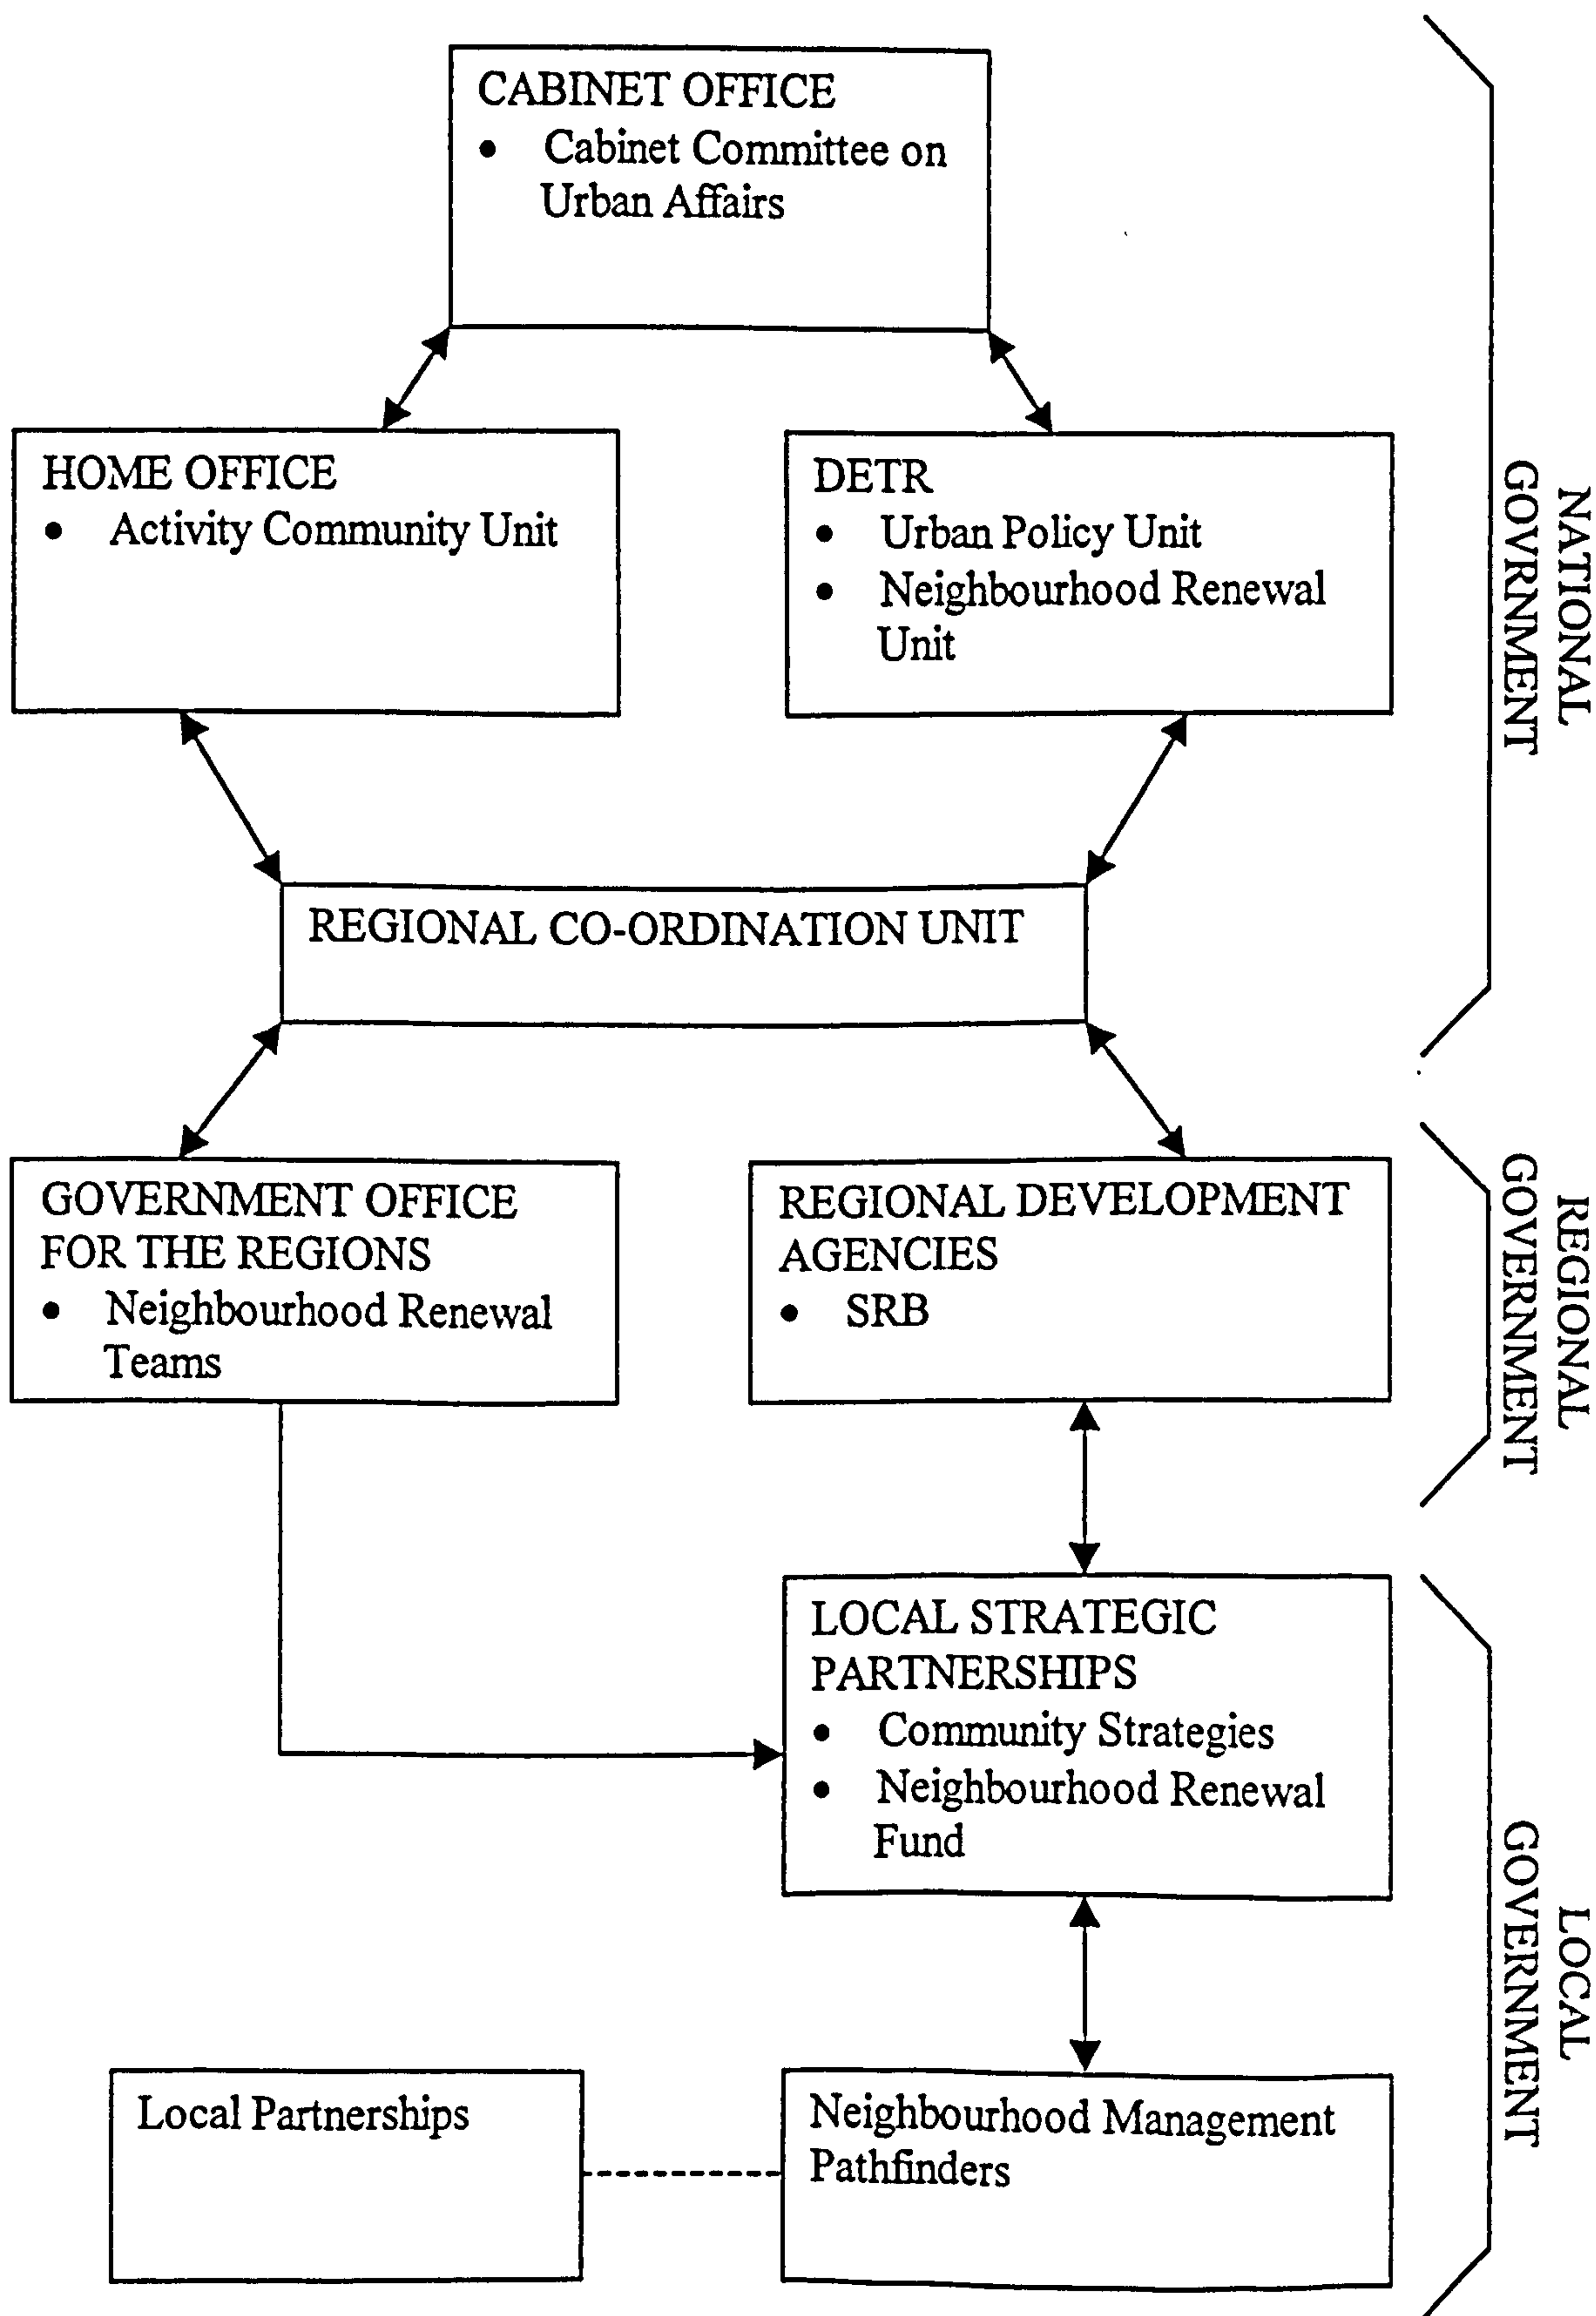 CABINET OFFICE
• Cabinet Committee on
Urban Affairs
HOME OFFICE
• Activity Community Unit
DETR
• Urban Policy Unit
• Neighbourhood Renewal
Unit
NATIONAL
GOVRNMENT
REGIONAL CO-ORDINATION UNIT
GOVERNMENT OFFICE
FOR THE REGIONS
• Neighbourhood Renewal
Teams
REGIONAL DEVELOPMENT
AGENCIES
• SRB
REGIONAL
GOVERNMENT
LOCAL STRATEGIC
PARTNERSHIPS
• Community Strategies
• Neighbourhood Renewal
Fund
Local Partnerships
Neighbourhood Management
Pathfinders
LOCAL
GOVERNMENT